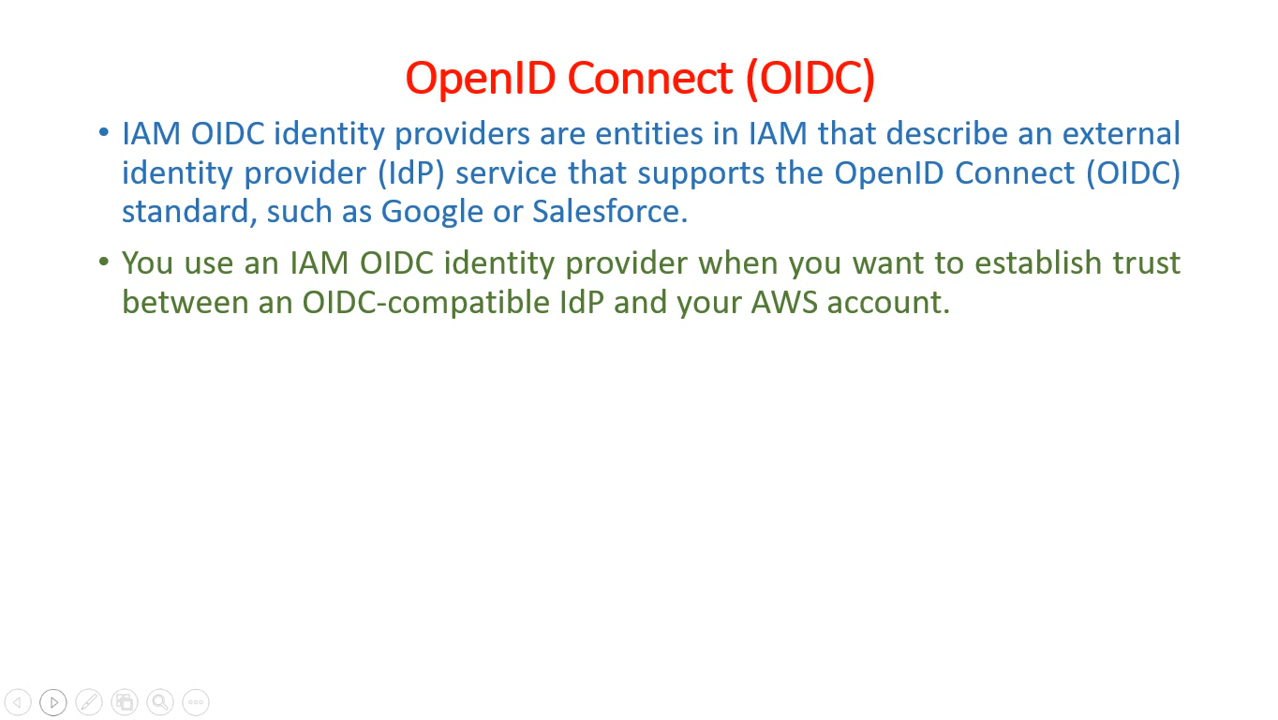 OpenID Connect (OIDC)
• IAM OIDC identity providers are entities in IAM that describe an external
identity provider (IdP) service that supports the OpenID Connect (OIDC)
standard, such as Google or Salesforce.
• You use an IAM OIDC identity provider when you want to establish trust
between an OIDC-compatible IdP and your AWS account.